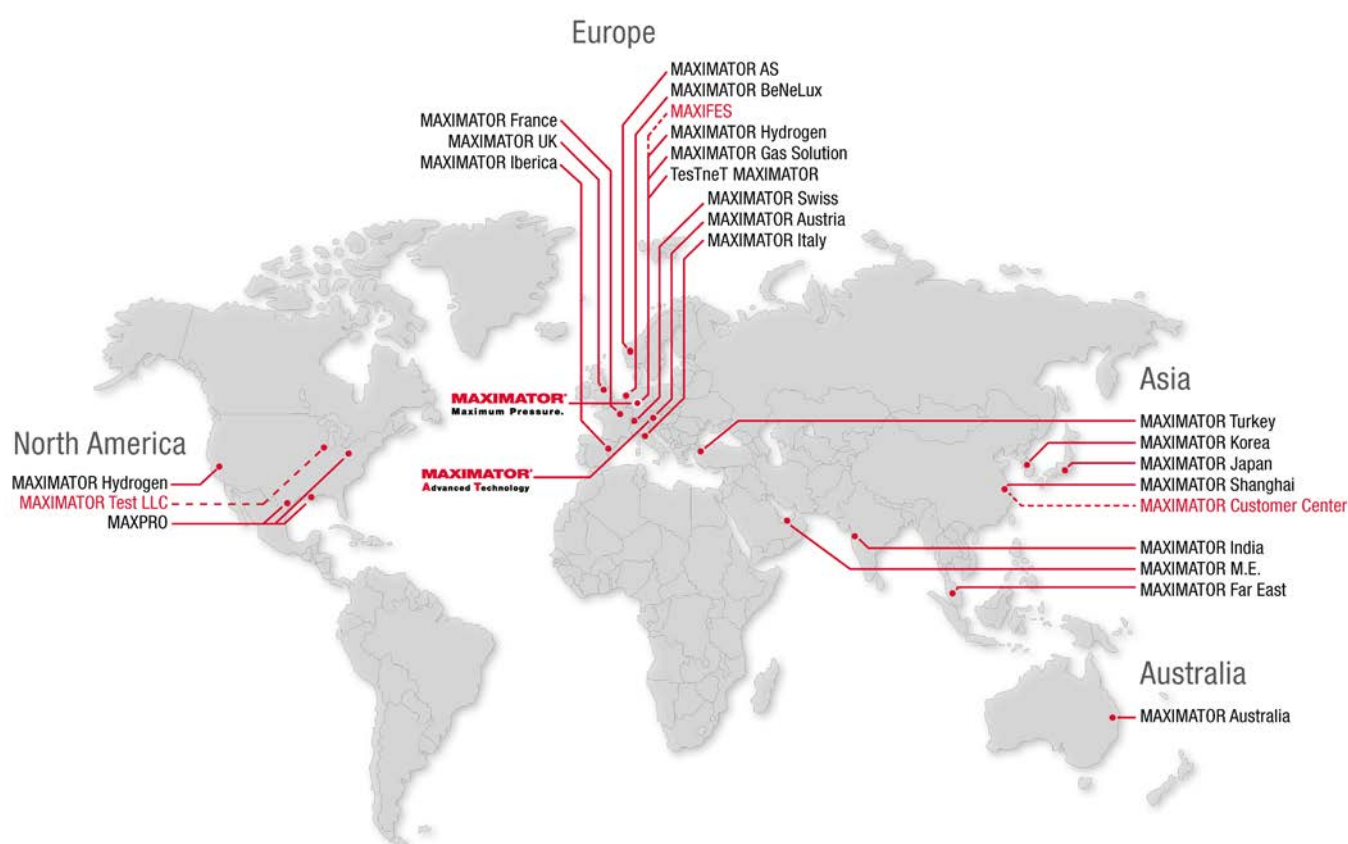 Europe
MAXIMATOR AS
MAXIMATOR BeNeLux
MAXIFES
MAXIMATOR Hydrogen
MAXIMATOR Gas Solution
TesTneT MAXIMATOR
MAXIMATOR Swiss
MAXIMATOR Austria
MAXIMATOR Italy
MAXIMATOR France
MAXIMATOR UK
MAXIMATOR Iberica
MAXIMATOR®
Maximum Pressure.
MAXIMATOR®
Advanced Technology
North America
MAXIMATOR Hydrogen
MAXIMATOR Test LLC
MAXPRO
Asia
MAXIMATOR Turkey
MAXIMATOR Korea
MAXIMATOR Japan
MAXIMATOR Shanghai
MAXIMATOR Customer Center
MAXIMATOR India
MAXIMATOR M.E.
MAXIMATOR Far East
Australia
MAXIMATOR Australia